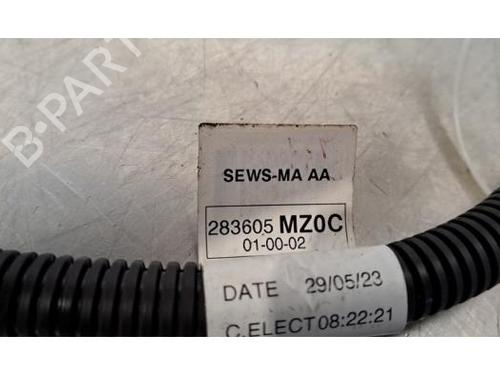 B-PARTS
SEWS-MA AA
283605 MZ0C
01-00-02
DATE 29/05/23
C.ELECT 08:22:21